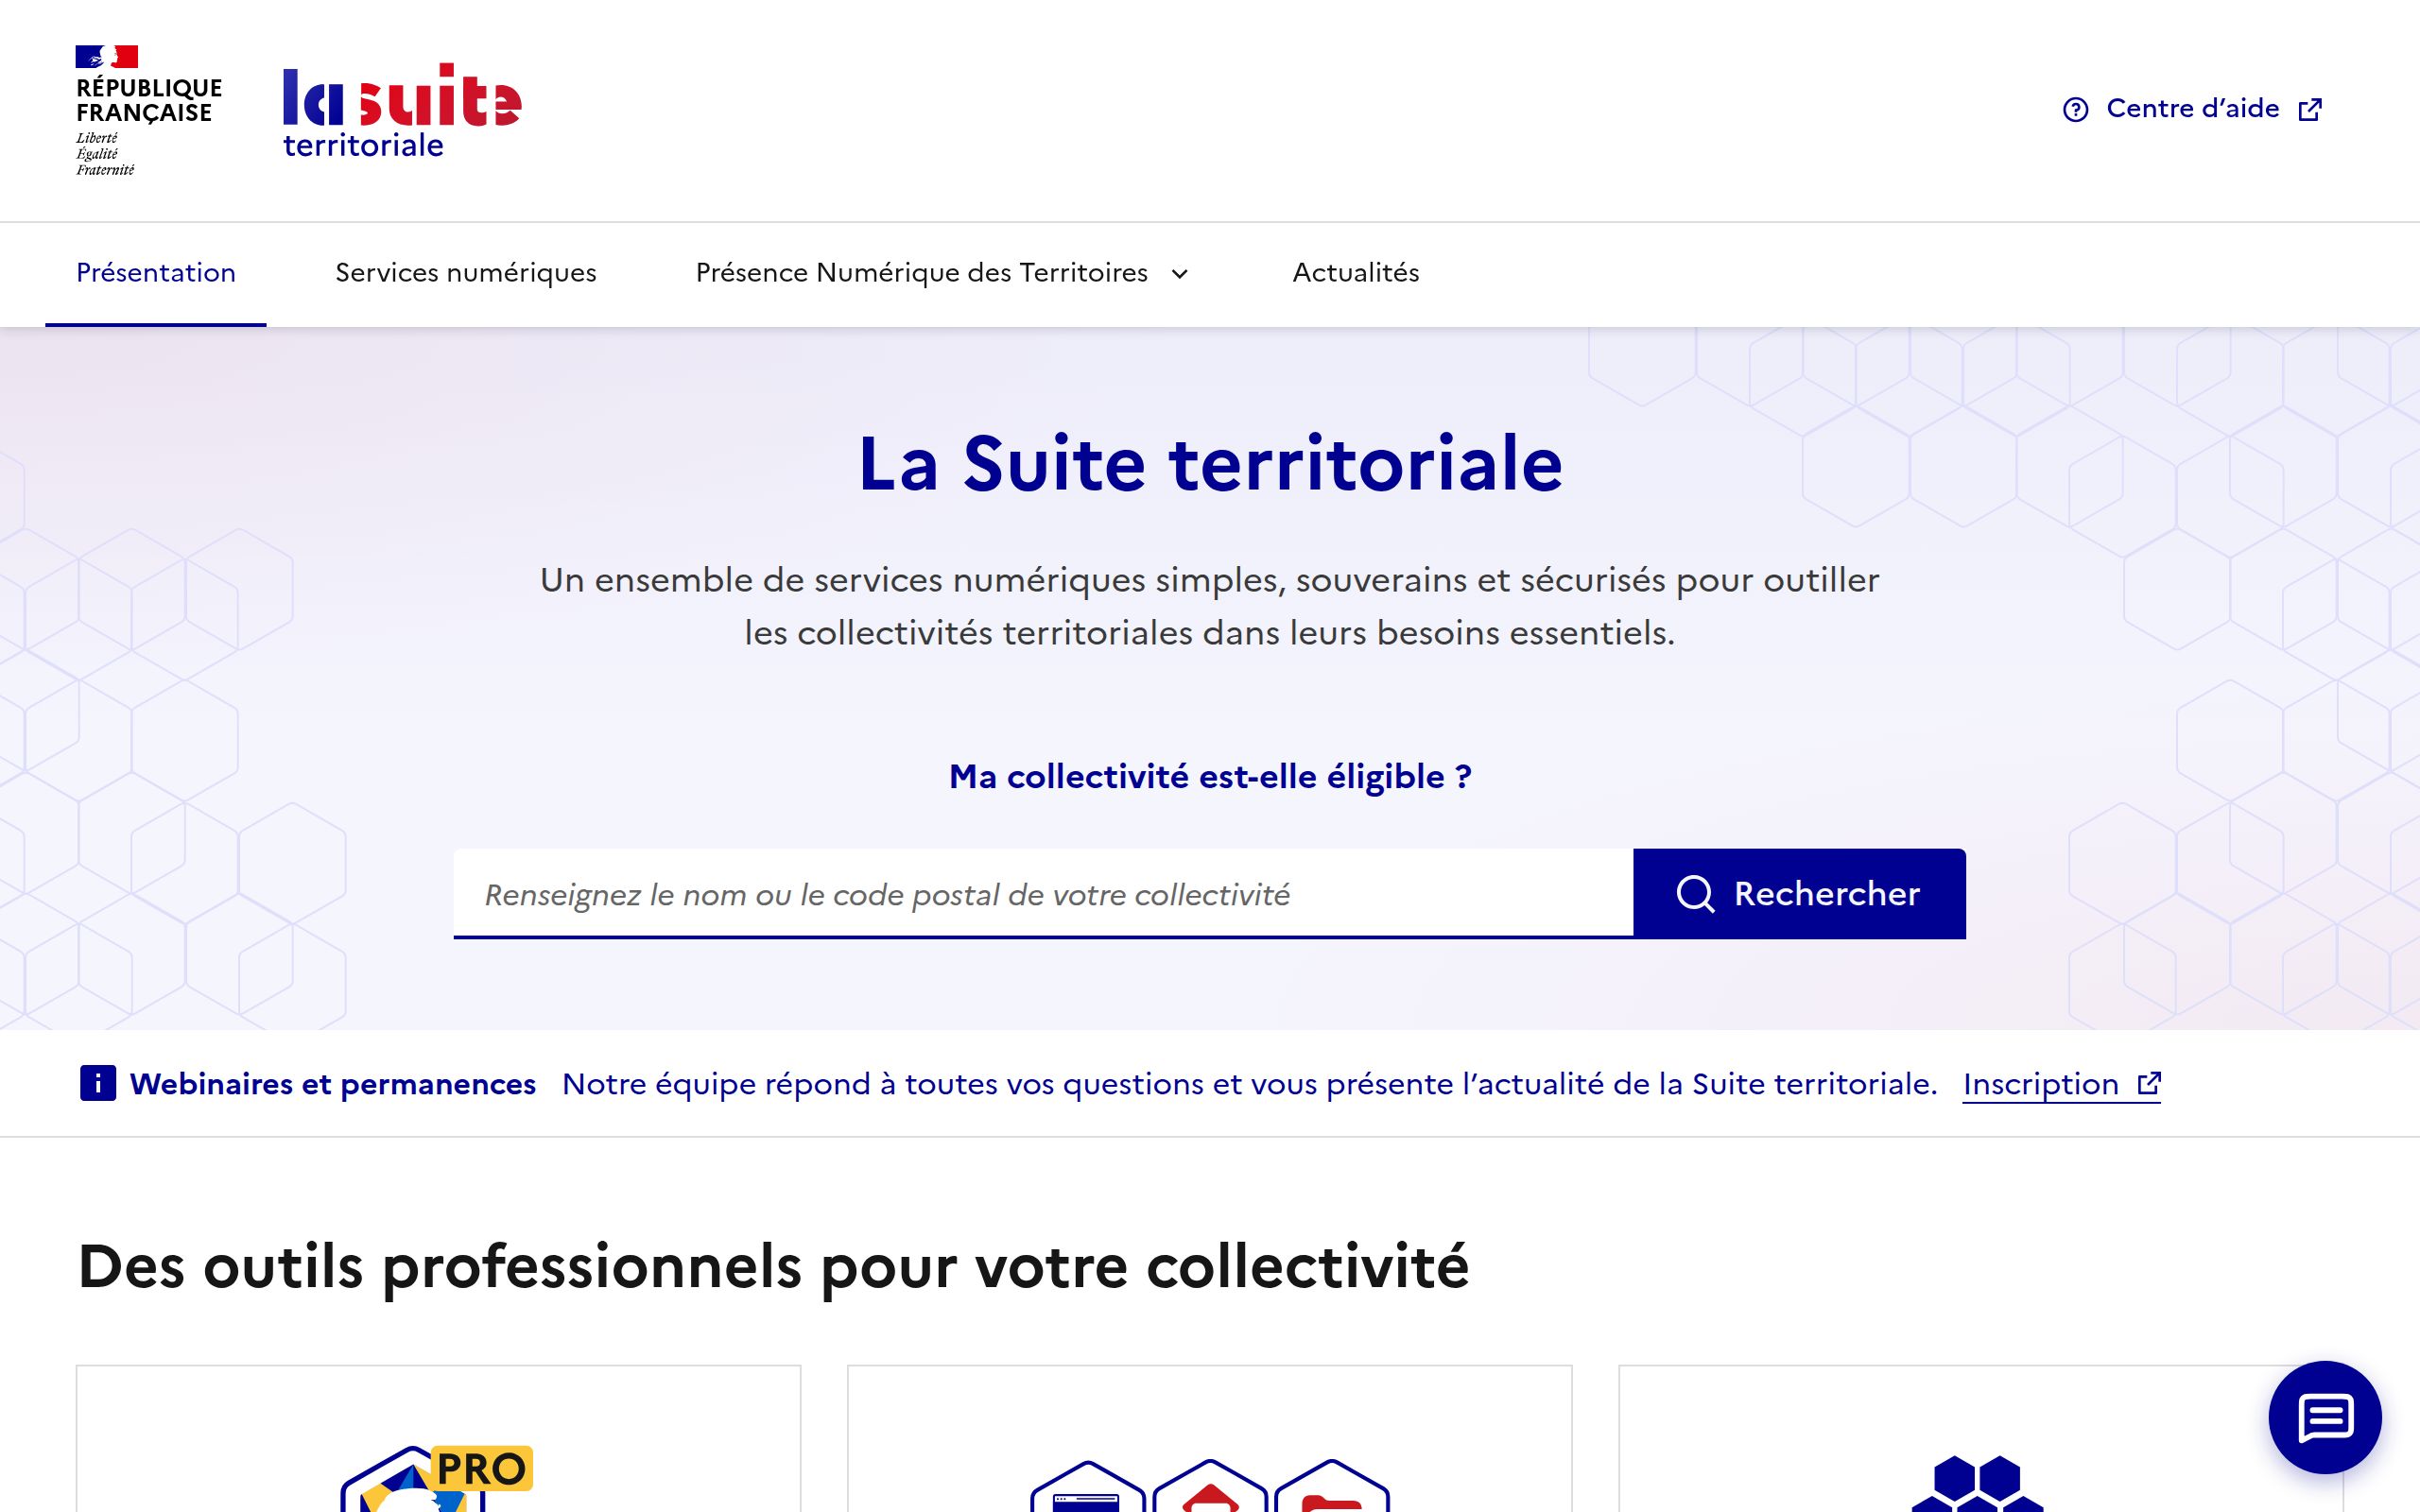 RÉPUBLIQUE
FRANÇAISE
Liberté
Égalité
Fraternité
la suite
territoriale
Centre d’aide
Présentation
Services numériques
Présence Numérique des Territoires
Actualités
La Suite territoriale
Un ensemble de services numériques simples, souverains et sécurisés pour outiller
les collectivités territoriales dans leurs besoins essentiels.
Ma collectivité est-elle éligible ?
Renseignez le nom ou le code postal de votre collectivité
Rechercher
Webinaires et permanences Notre équipe répond à toutes vos questions et vous présente l’actualité de la Suite territoriale. Inscription
Des outils professionnels pour votre collectivité
PRO